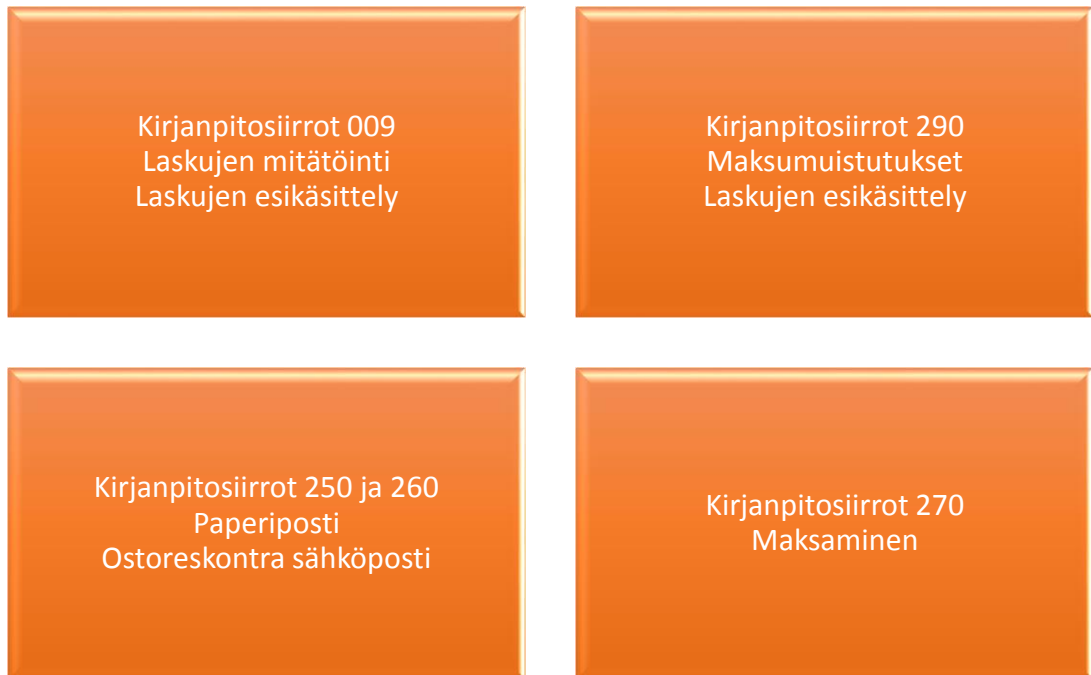 Kirjanpitosiirrot 009
Laskujen mitätöinti
Laskujen esikäsittely
Kirjanpitosiirrot 290
Maksumuistutukset
Laskujen esikäsittely
Kirjanpitosiirrot 250 ja 260
Paperiposti
Ostoreskontra sähköposti
Kirjanpitosiirrot 270
Maksaminen